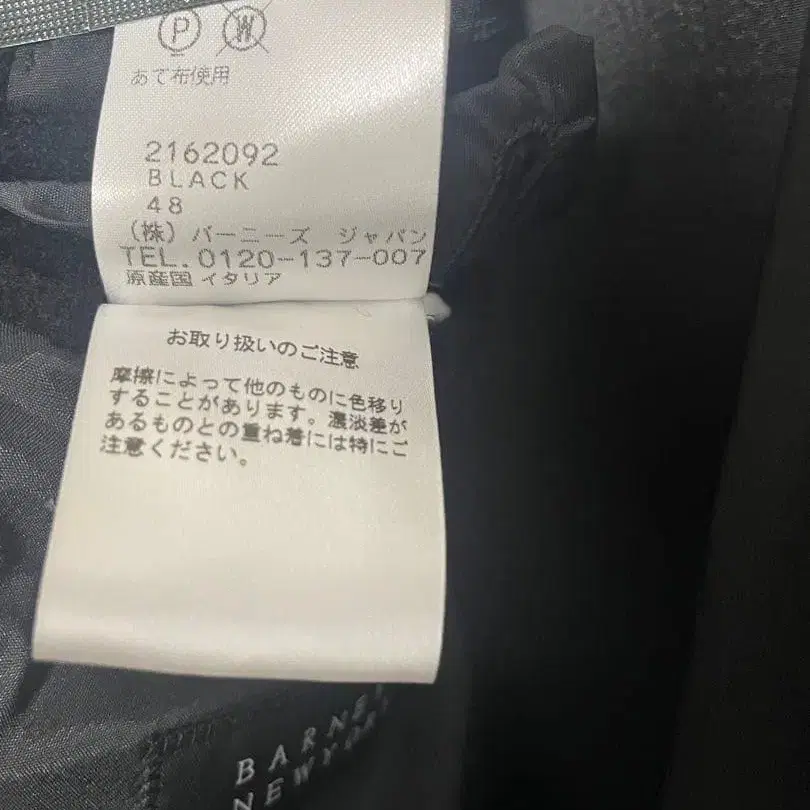 P W
あて布使用
2162092
BLACK
48
(株) バーニーズ ジャパン
TEL.0120-137-007
原産国 イタリア
お取り扱いのご注意
摩擦によって他のものに色移り
することがあります。濃淡差が
あるものとの重ね着には特にご
注意ください。